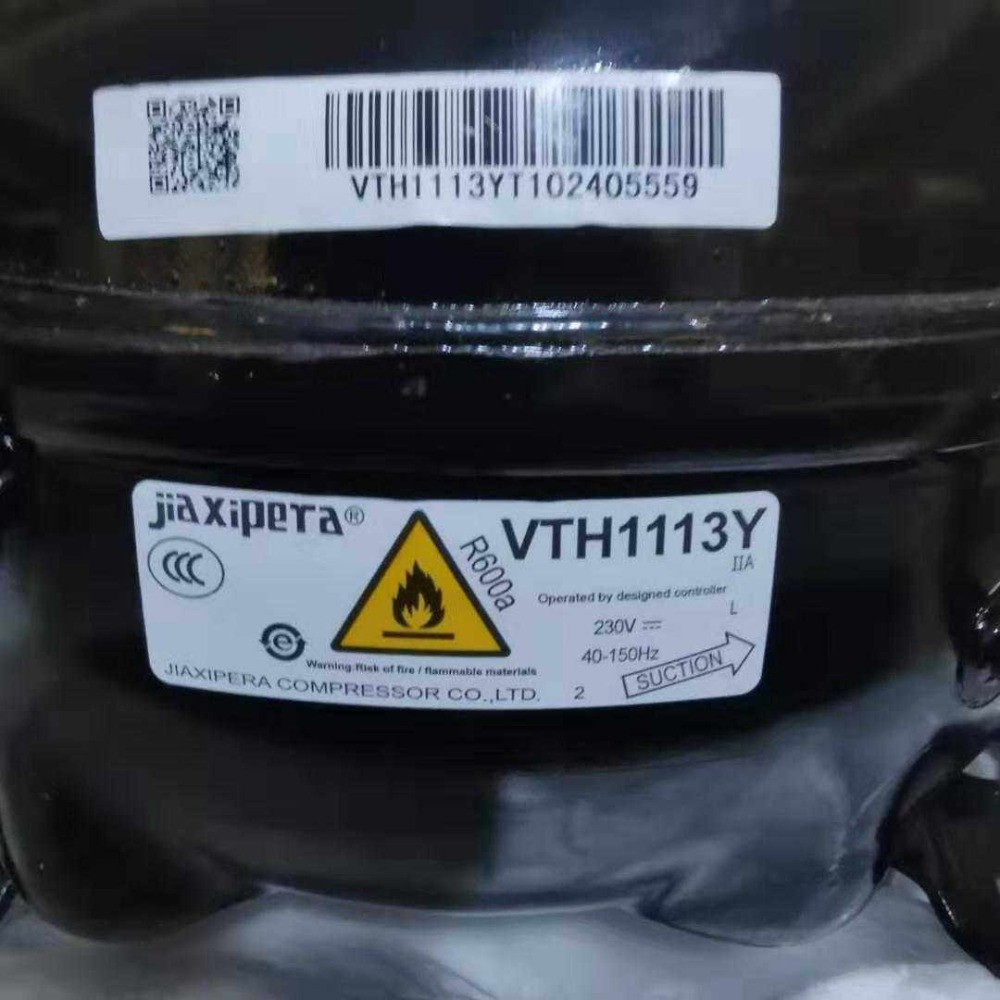 VTH1113YT102405559
jiaxipera®
CCC
R600a
VTH1113Y
IIA
Operated by designed controller
L
230V ⎓
40-150Hz
SUCTION
e
Warning:Risk of fire / flammable materials
JIAXIPERA COMPRESSOR CO.,LTD.
2